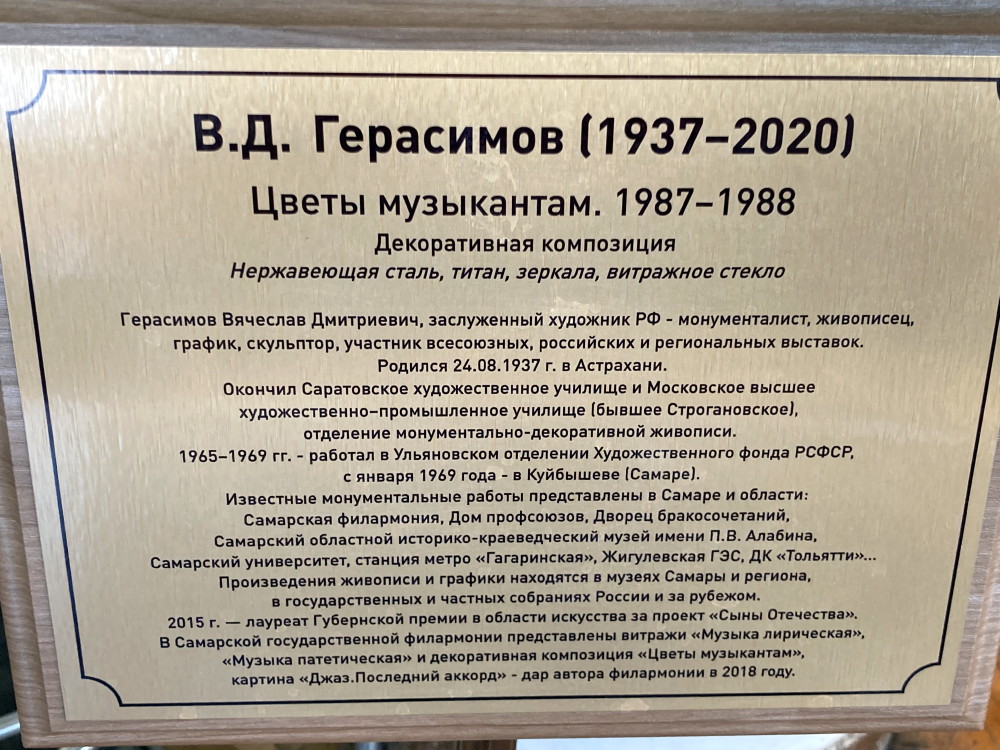 В.Д. Герасимов (1937–2020)
Цветы музыкантам. 1987–1988
Декоративная композиция
Нержавеющая сталь, титан, зеркала, витражное стекло
Герасимов Вячеслав Дмитриевич, заслуженный художник РФ - монументалист, живописец,
график, скульптор, участник всесоюзных, российских и региональных выставок.
Родился 24.08.1937 г. в Астрахани.
Окончил Саратовское художественное училище и Московское высшее
художественно–промышленное училище (бывшее Строгановское),
отделение монументально-декоративной живописи.
1965–1969 гг. - работал в Ульяновском отделении Художественного фонда РСФСР,
с января 1969 года - в Куйбышеве (Самаре).
Известные монументальные работы представлены в Самаре и области:
Самарская филармония, Дом профсоюзов, Дворец бракосочетаний,
Самарский областной историко-краеведческий музей имени П.В. Алабина,
Самарский университет, станция метро «Гагаринская», Жигулевская ГЭС, ДК «Тольятти»...
Произведения живописи и графики находятся в музеях Самары и региона,
в государственных и частных собраниях России и за рубежом.
2015 г. — лауреат Губернской премии в области искусства за проект «Сыны Отечества».
В Самарской государственной филармонии представлены витражи «Музыка лирическая»,
«Музыка патетическая» и декоративная композиция «Цветы музыкантам»,
картина «Джаз.Последний аккорд» - дар автора филармонии в 2018 году.